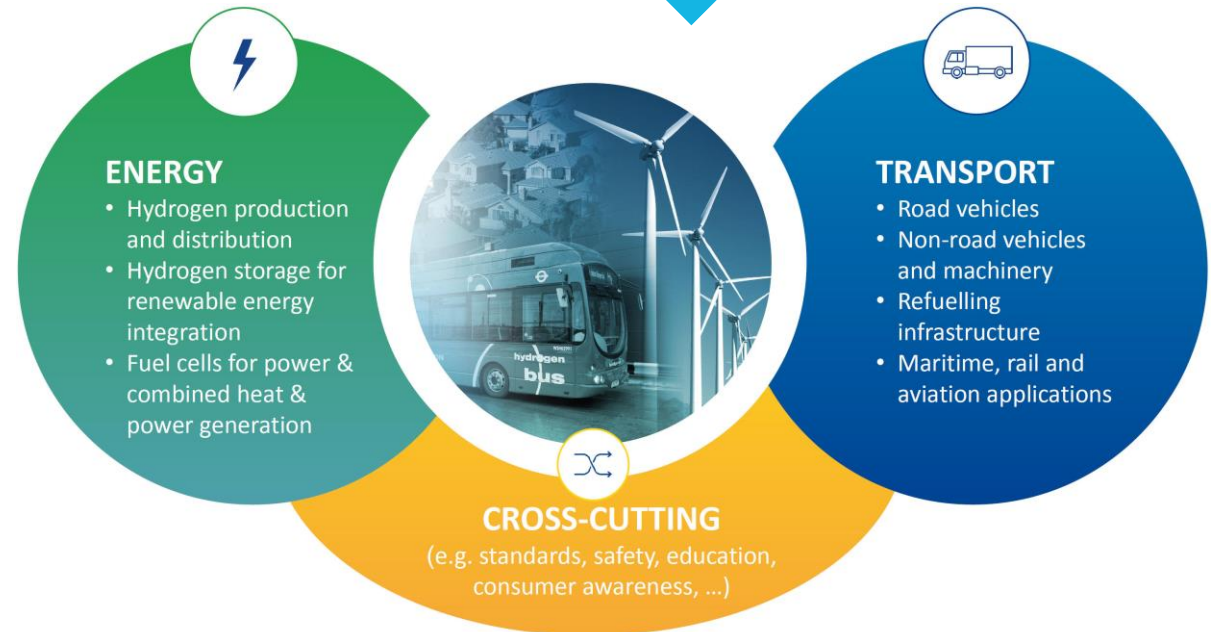 ENERGY
• Hydrogen production
and distribution
• Hydrogen storage for
renewable energy
integration
• Fuel cells for power &
combined heat &
power generation
hydrogen
bus
TRANSPORT
• Road vehicles
• Non-road vehicles
and machinery
• Refuelling
infrastructure
• Maritime, rail and
aviation applications
CROSS-CUTTING
(e.g. standards, safety, education,
consumer awareness, ...)